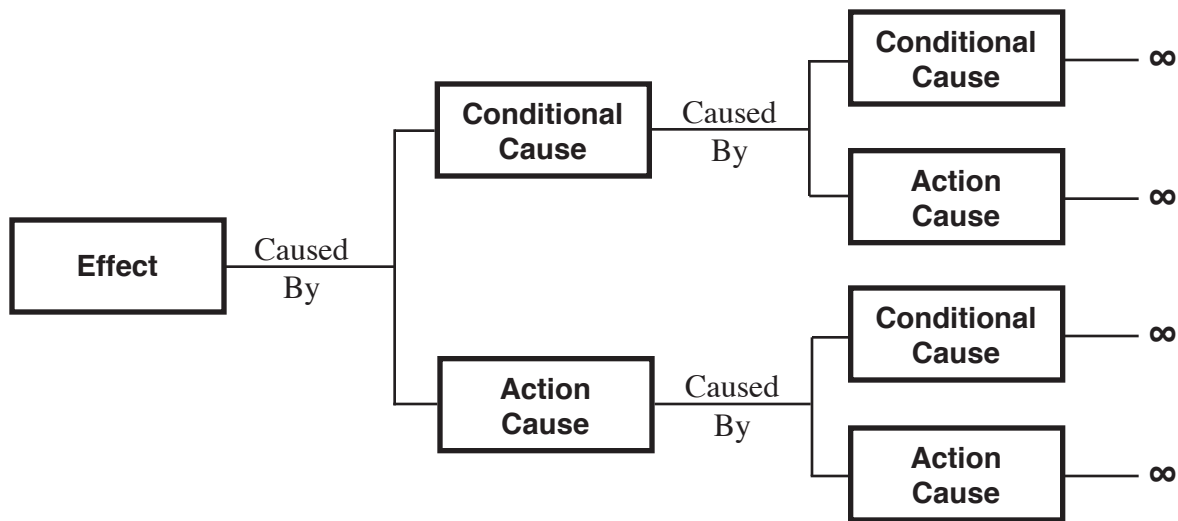 Effect
Caused
By
Conditional
Cause
Caused
By
Conditional
Cause
∞
Action
Cause
∞
Action
Cause
Caused
By
Conditional
Cause
∞
Action
Cause
∞